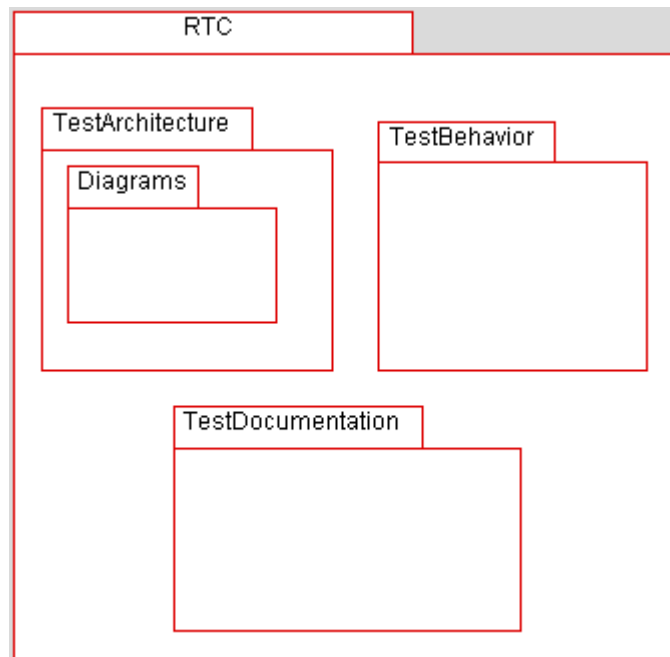 RTC
TestArchitecture
TestBehavior
Diagrams
TestDocumentation